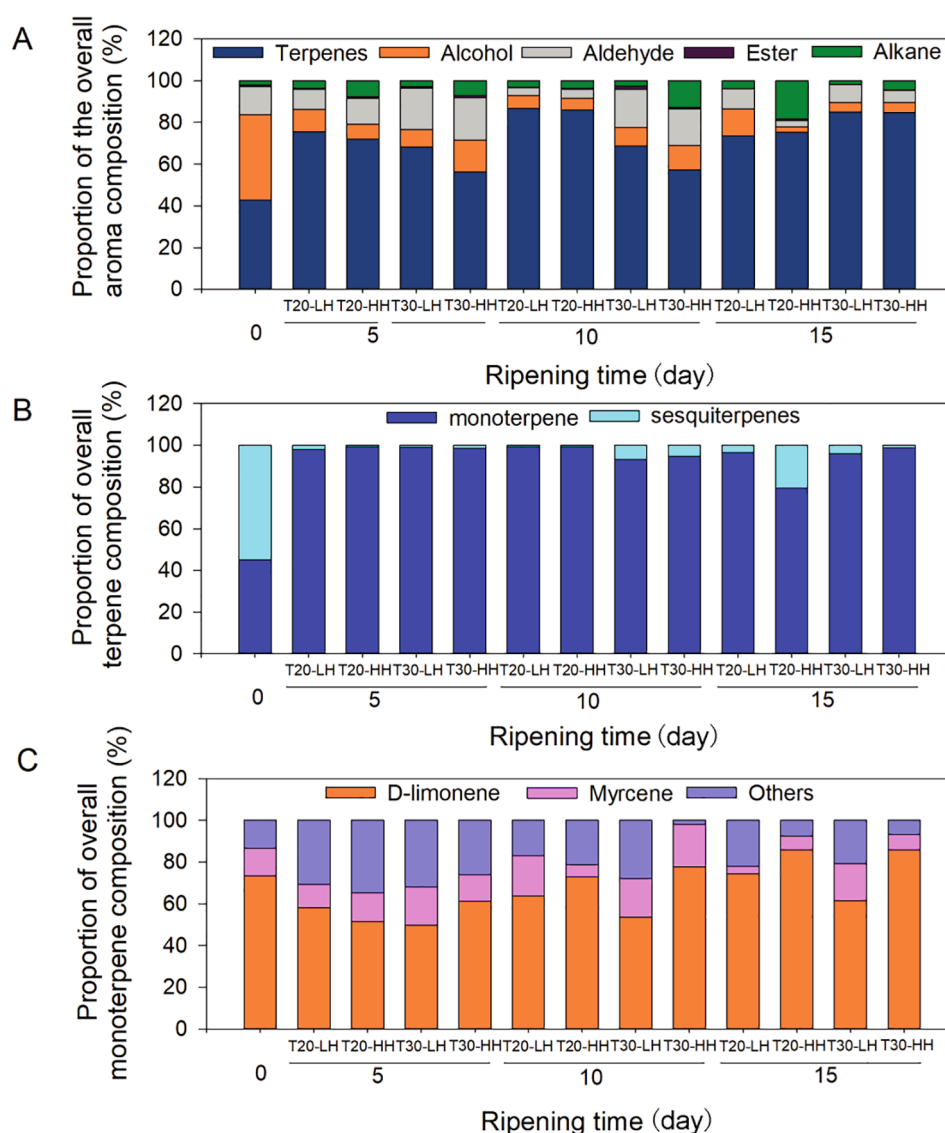 A
Proportion of the overall
aroma composition (%)
120
100
80
60
40
20
0
Terpenes Alcohol Aldehyde Ester Alkane
T20-LH T20-HH T30-LH T30-HH T20-LH T20-HH T30-LH T30-HH T20-LH T20-HH T30-LH T30-HH
0 5 10 15
Ripening time (day)
B
Proportion of overall
terpene composition (%)
120
100
80
60
40
20
0
monoterpene sesquiterpenes
T20-LH T20-HH T30-LH T30-HH T20-LH T20-HH T30-LH T30-HH T20-LH T20-HH T30-LH T30-HH
0 5 10 15
Ripening time (day)
C
Proportion of overall
monoterpene composition (%)
120
100
80
60
40
20
0
D-limonene Myrcene Others
T20-LH T20-HH T30-LH T30-HH T20-LH T20-HH T30-LH T30-HH T20-LH T20-HH T30-LH T30-HH
0 5 10 15
Ripening time (day)